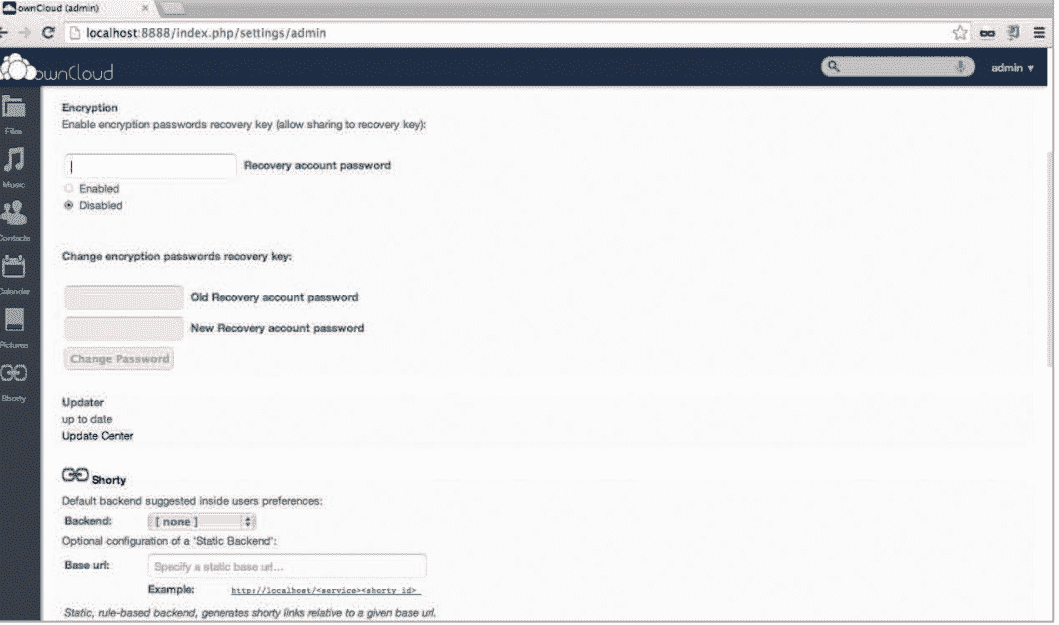 ownCloud (admin)
localhost:8888/index.php/settings/admin
ownCloud
admin
Files
Music
Contacts
Calendar
Pictures
Shorty
Encryption
Enable encryption passwords recovery key (allow sharing to recovery key):
Recovery account password
Enabled
Disabled
Change encryption passwords recovery key:
Old Recovery account password
New Recovery account password
Change Password
Updater
up to date
Update Center
Shorty
Default backend suggested inside users preferences:
Backend: [ none ]
Optional configuration of a 'Static Backend':
Base url: Specify a static base url...
Example: http://localhost/<service><shorty id>
Static, rule-based backend, generates shorty links relative to a given base url.